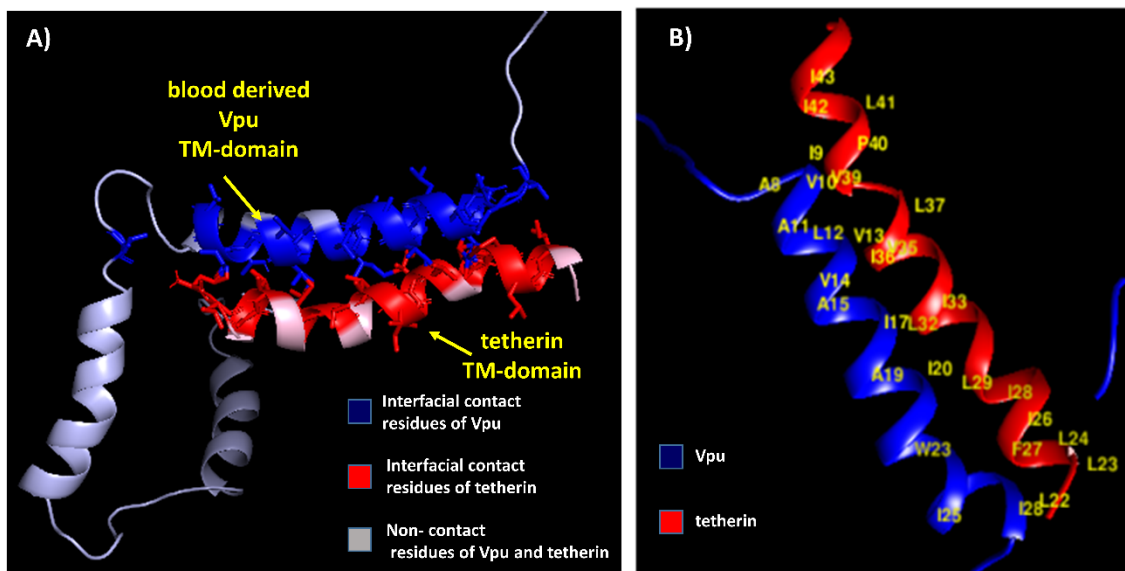 A)
blood derived
Vpu
TM-domain
tetherin
TM-domain
Interfacial contact
residues of Vpu
Interfacial contact
residues of tetherin
Non- contact
residues of Vpu and tetherin
B)
I43
I42 L41
P40
I9
A8 V10 V39
L37
A11 L12 V13
I36 V35
V14
A15 I33
I17 L32
I20
A19 L29 I28
I26
W23 F27 L24
L23
L22
I25 I28
Vpu
tetherin